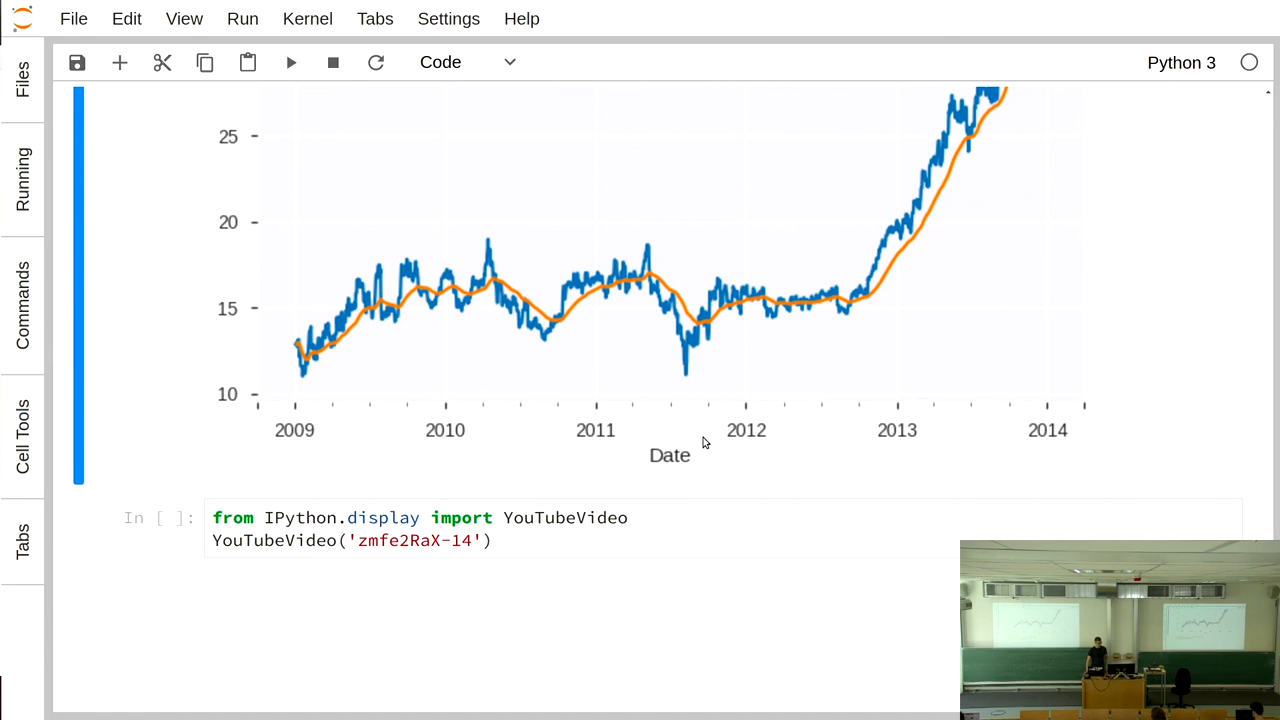 File Edit View Run Kernel Tabs Settings Help
Code
Python 3
Files
Running
Commands
Cell Tools
Tabs
25
20
15
10
2009 2010 2011 2012 2013 2014
Date
In [ ]:
from IPython.display import YouTubeVideo
YouTubeVideo('zmfe2RaX-14')